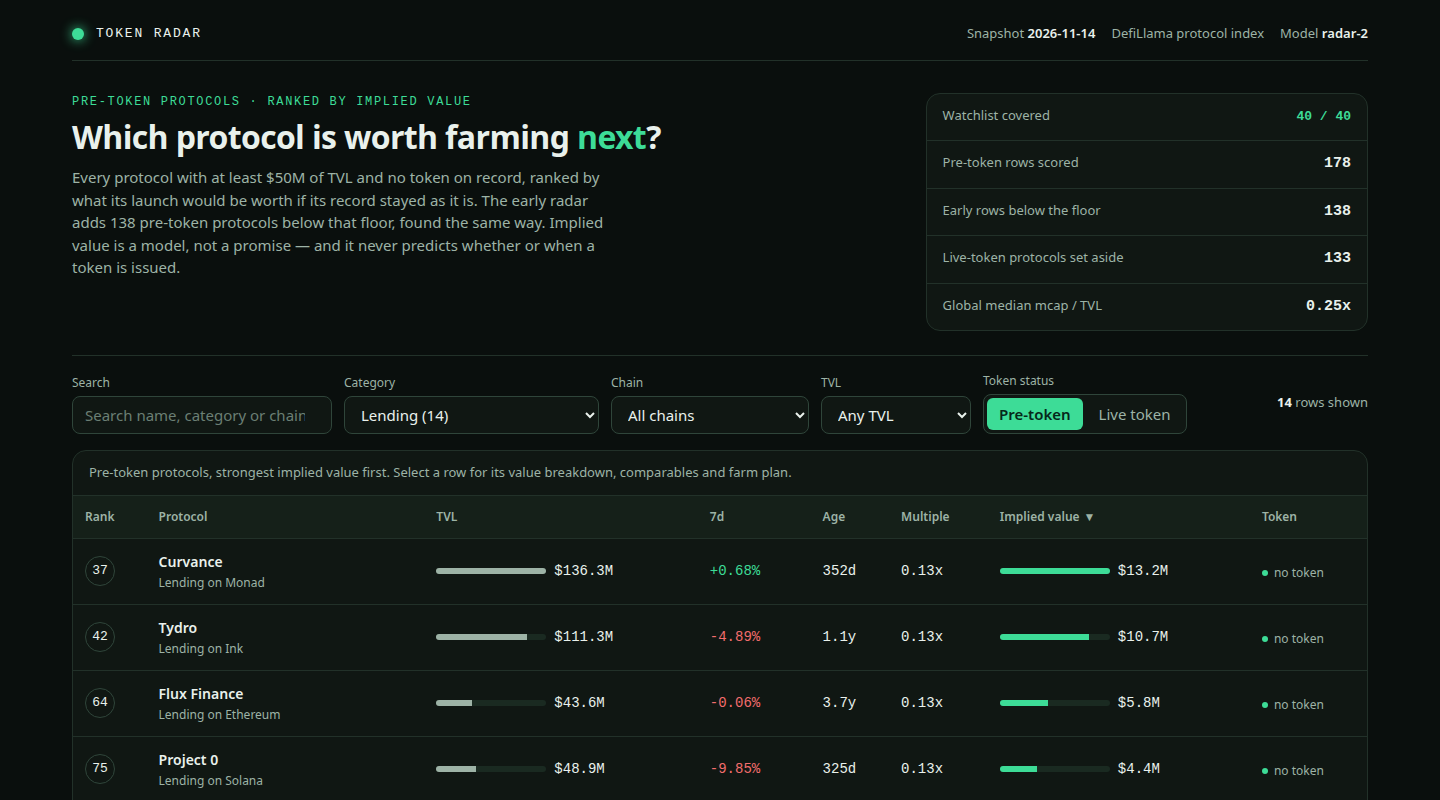 TOKEN RADAR
Snapshot 2026-11-14 DefiLlama protocol index Model radar-2
PRE-TOKEN PROTOCOLS · RANKED BY IMPLIED VALUE
Which protocol is worth farming next?
Every protocol with at least $50M of TVL and no token on record, ranked by
what its launch would be worth if its record stayed as it is. The early radar
adds 138 pre-token protocols below that floor, found the same way. Implied
value is a model, not a promise — and it never predicts whether or when a
token is issued.
Watchlist covered 40 / 40
Pre-token rows scored 178
Early rows below the floor 138
Live-token protocols set aside 133
Global median mcap / TVL 0.25x
Search Category Chain TVL Token status
Search name, category or chain Lending (14) All chains Any TVL Pre-token Live token
14 rows shown
Pre-token protocols, strongest implied value first. Select a row for its value breakdown, comparables and farm plan.
Rank Protocol TVL 7d Age Multiple Implied value ▼ Token
37 Curvance $136.3M +0.68% 352d 0.13x $13.2M no token
Lending on Monad
42 Tydro $111.3M -4.89% 1.1y 0.13x $10.7M no token
Lending on Ink
64 Flux Finance $43.6M -0.06% 3.7y 0.13x $5.8M no token
Lending on Ethereum
75 Project 0 $48.9M -9.85% 325d 0.13x $4.4M no token
Lending on Solana